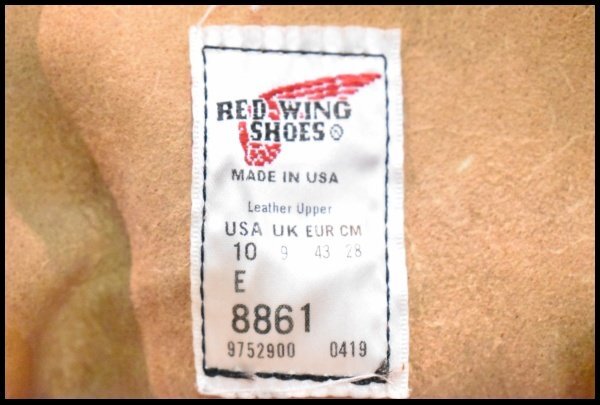 RED WING
SHOES ®
MADE IN USA
Leather Upper
USA UK EUR CM
10 9 43 28
E
8861
9752900 0419